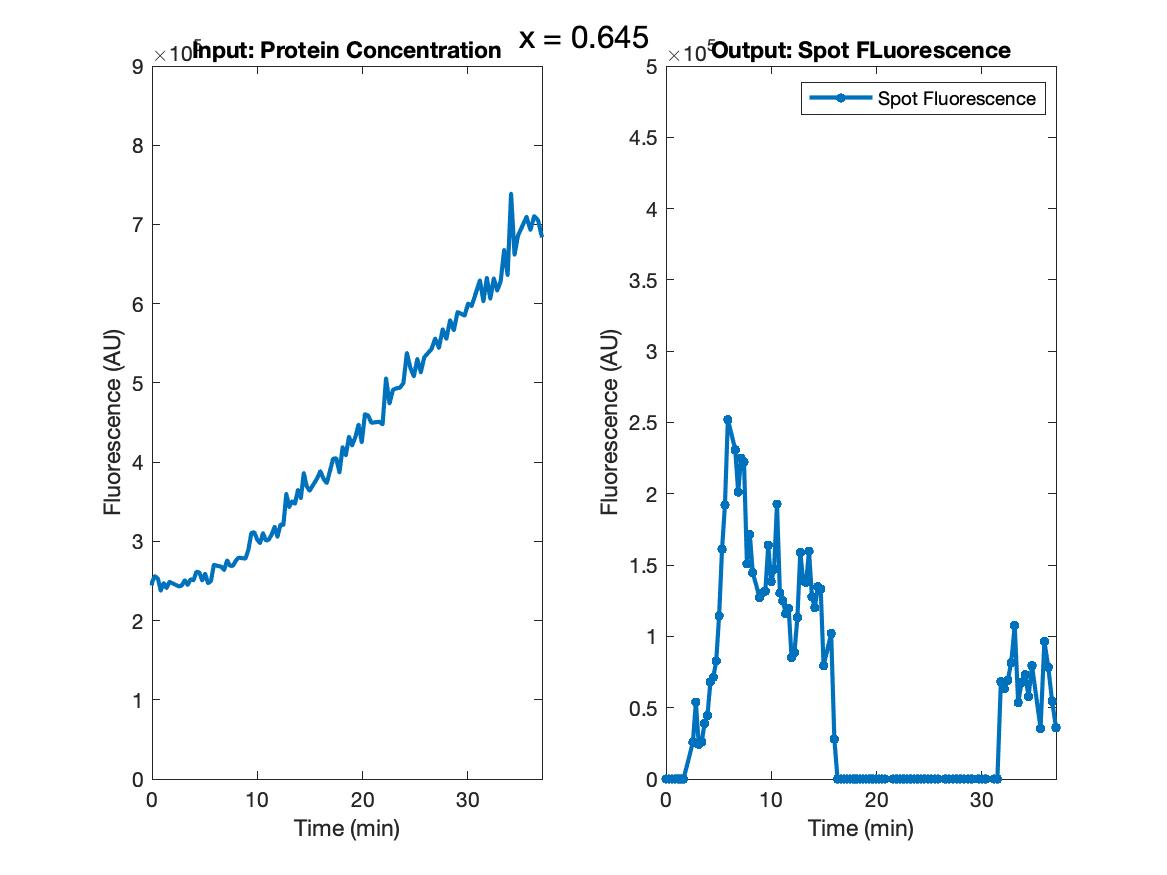 x = 0.645
×10⁵
Input: Protein Concentration
9
8
7
6
5
4
3
2
1
0
Fluorescence (AU)
0 10 20 30
Time (min)
×10⁵
Output: Spot FLuorescence
Spot Fluorescence
5
4.5
4
3.5
3
2.5
2
1.5
1
0.5
0
Fluorescence (AU)
0 10 20 30
Time (min)